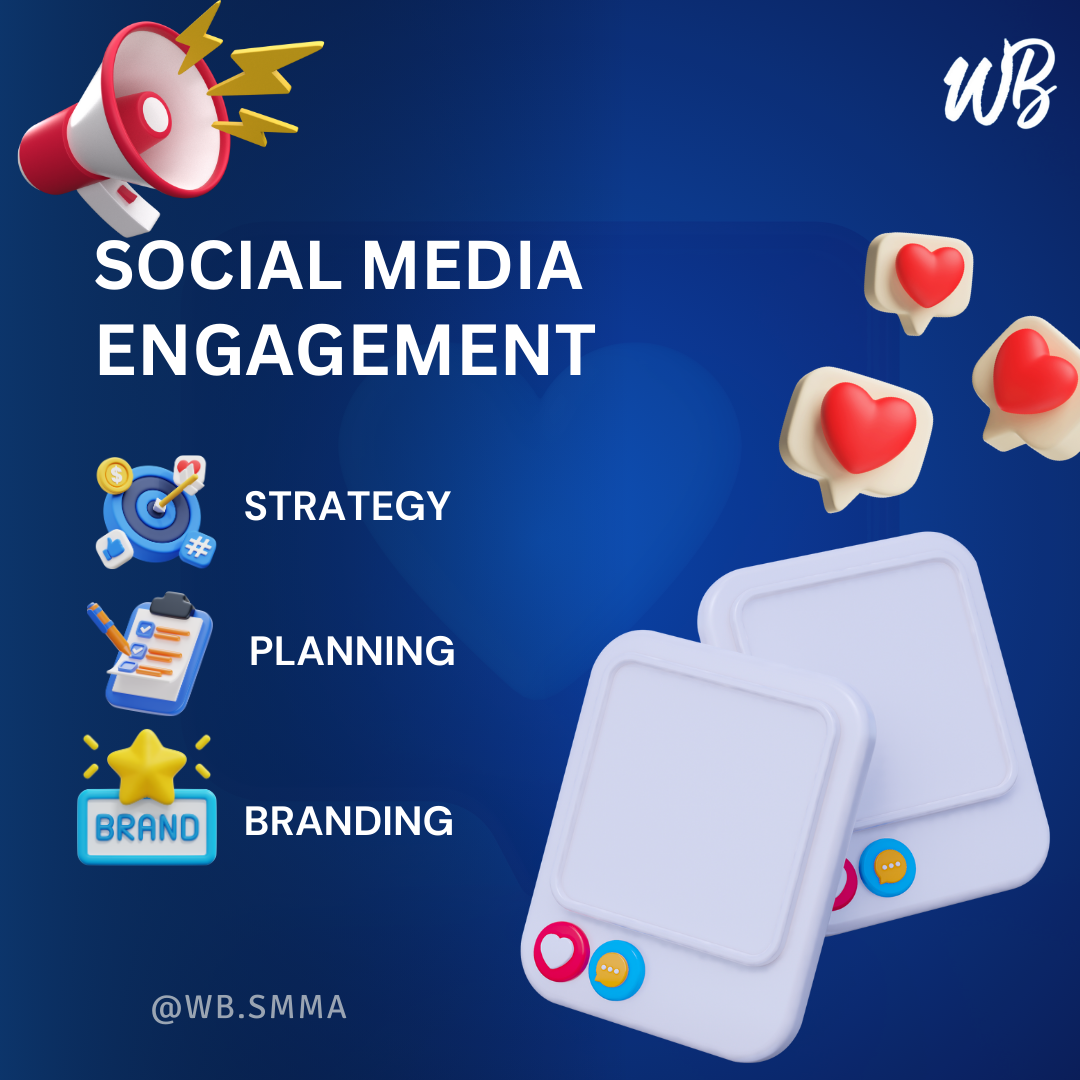 WB
SOCIAL MEDIA
ENGAGEMENT
$
#
STRATEGY
PLANNING
BRAND
BRANDING
@WB.SMMA